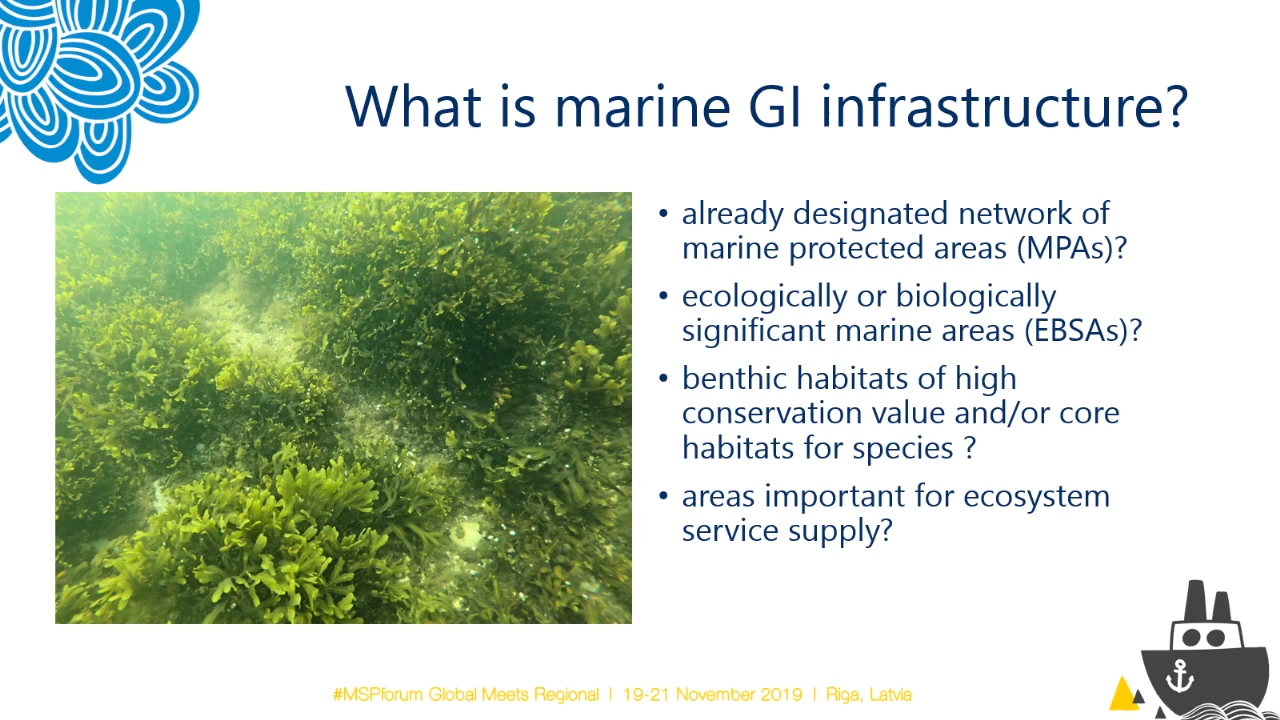 What is marine GI infrastructure?
• already designated network of
marine protected areas (MPAs)?
• ecologically or biologically
significant marine areas (EBSAs)?
• benthic habitats of high
conservation value and/or core
habitats for species ?
• areas important for ecosystem
service supply?
#MSPforum Global Meets Regional | 19-21 November 2019 | Riga, Latvia